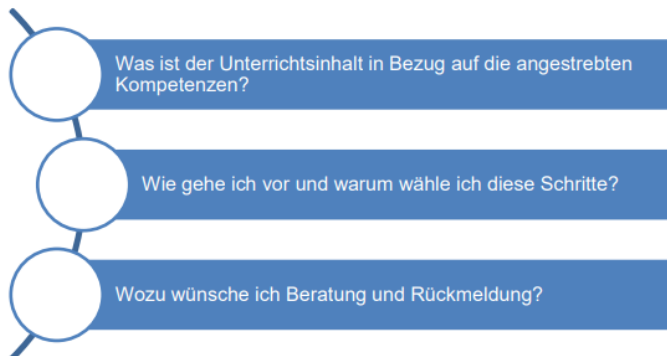 Was ist der Unterrichtsinhalt in Bezug auf die angestrebten
Kompetenzen?
Wie gehe ich vor und warum wähle ich diese Schritte?
Wozu wünsche ich Beratung und Rückmeldung?